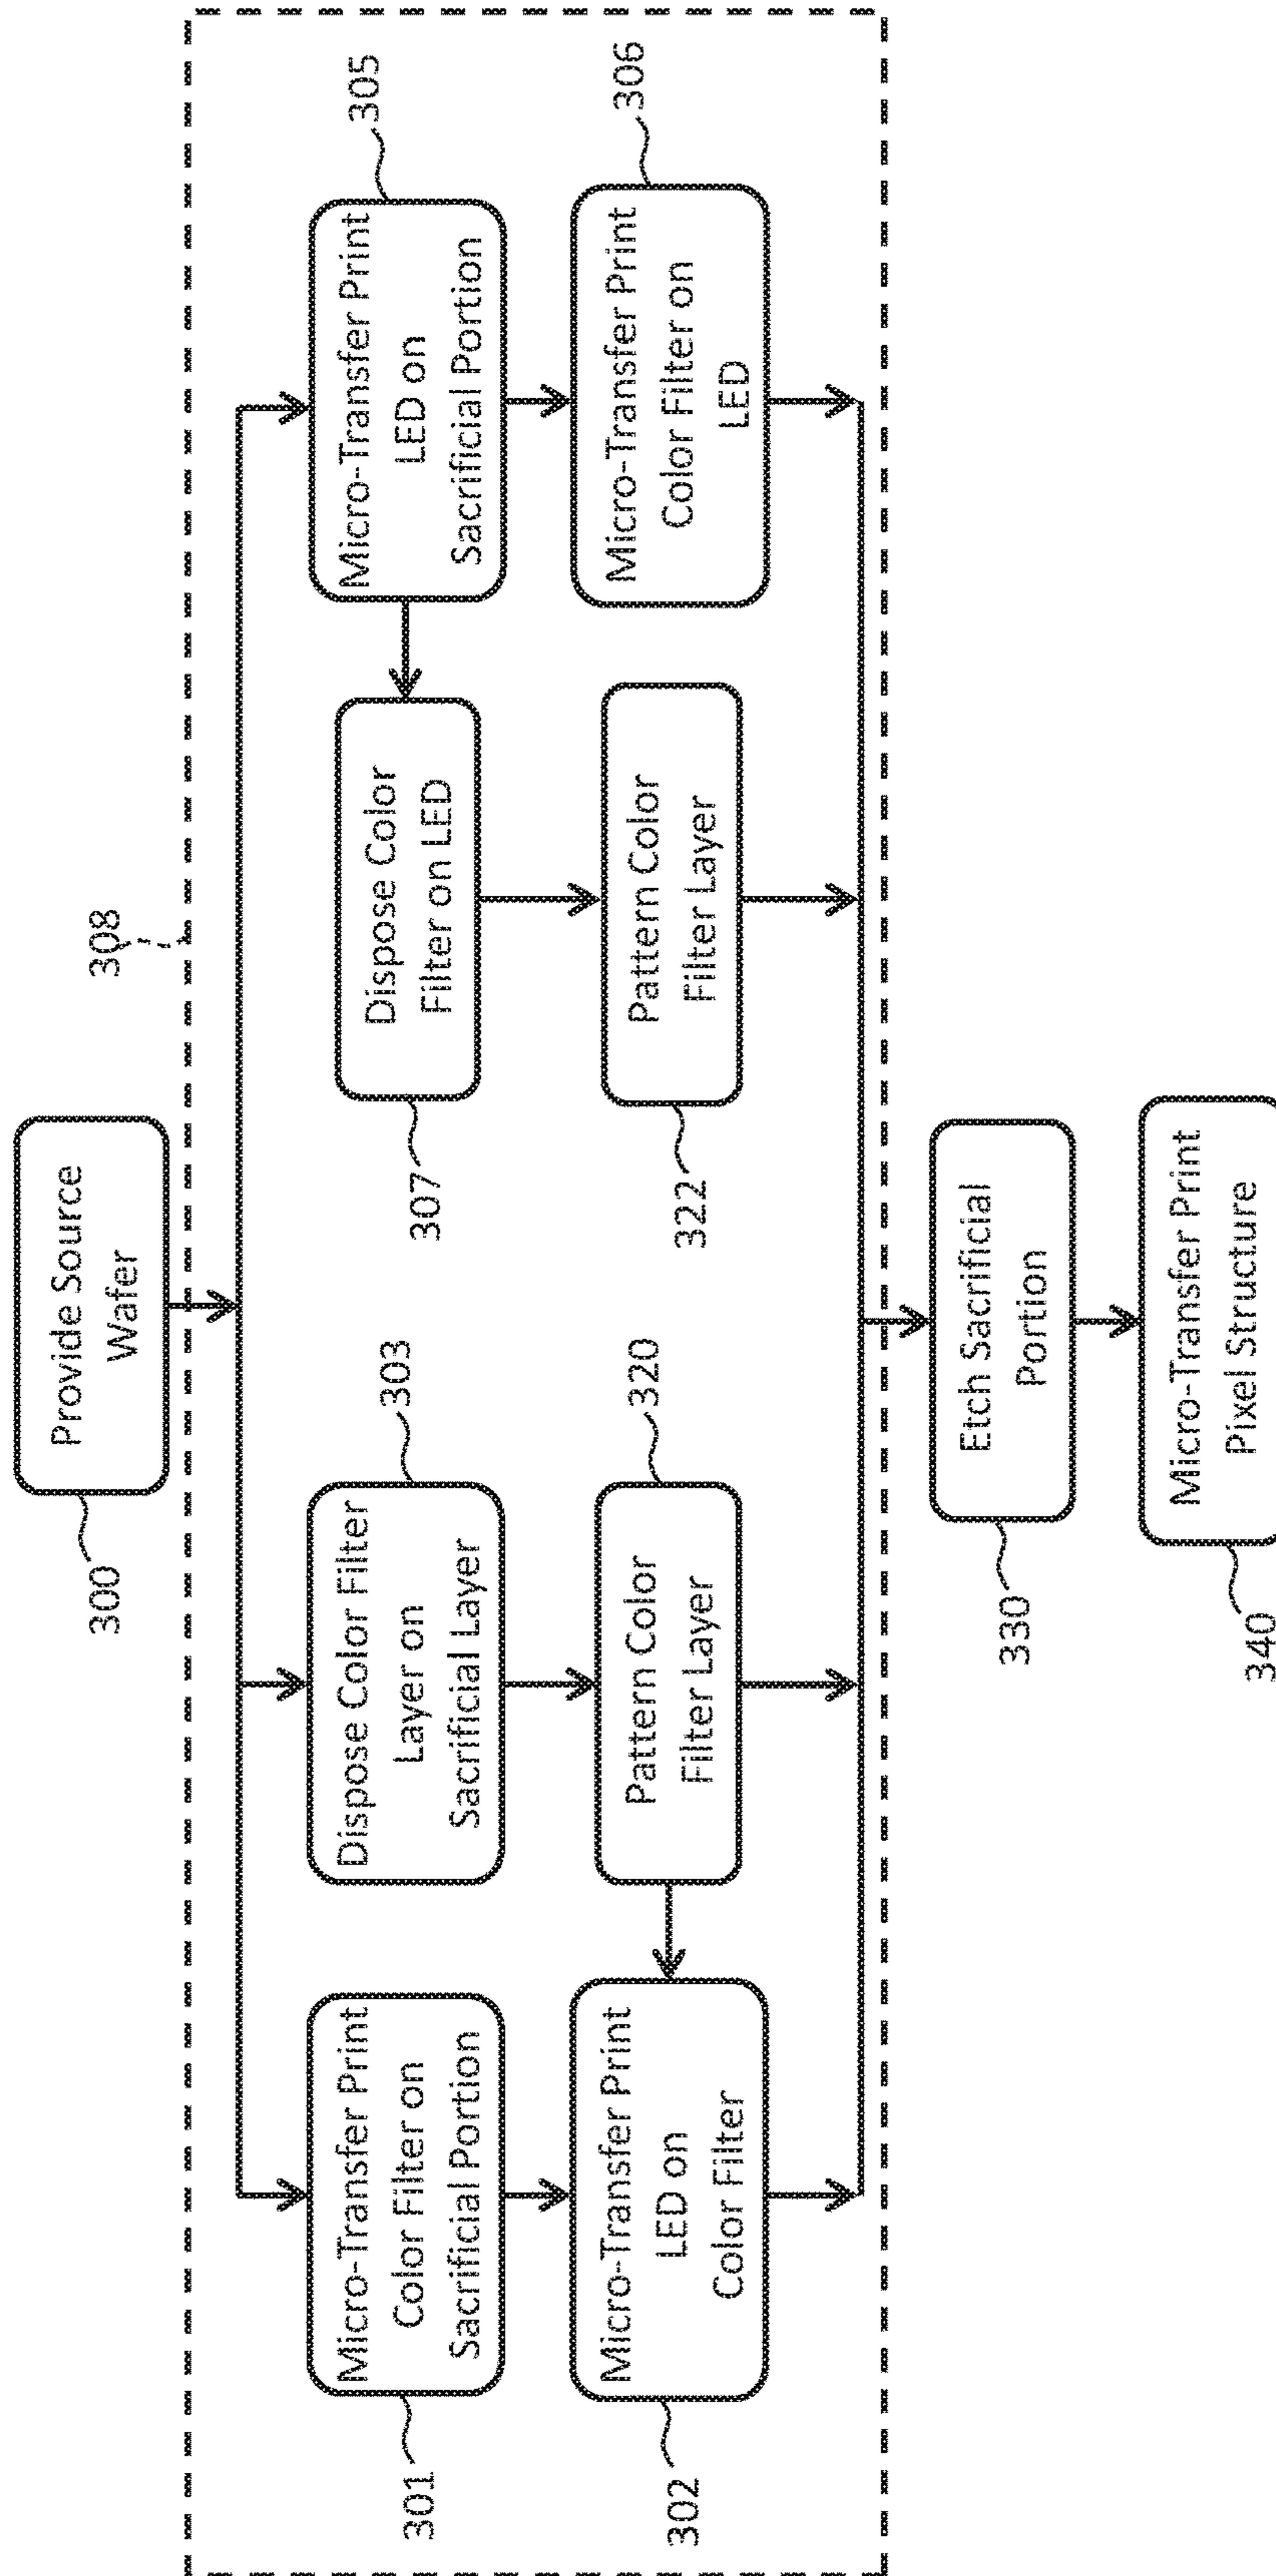 300
Provide Source
Wafer
308
301
Micro-Transfer Print
Color Filter on
Sacrificial Portion
303
Dispose Color Filter
Layer on
Sacrificial Layer
307
Dispose Color
Filter on LED
305
Micro-Transfer Print
LED on
Sacrificial Portion
302
Micro-Transfer Print
LED on
Color Filter
320
Pattern Color
Filter Layer
322
Pattern Color
Filter Layer
306
Micro-Transfer Print
Color Filter on
LED
330
Etch Sacrificial
Portion
340
Micro-Transfer Print
Pixel Structure